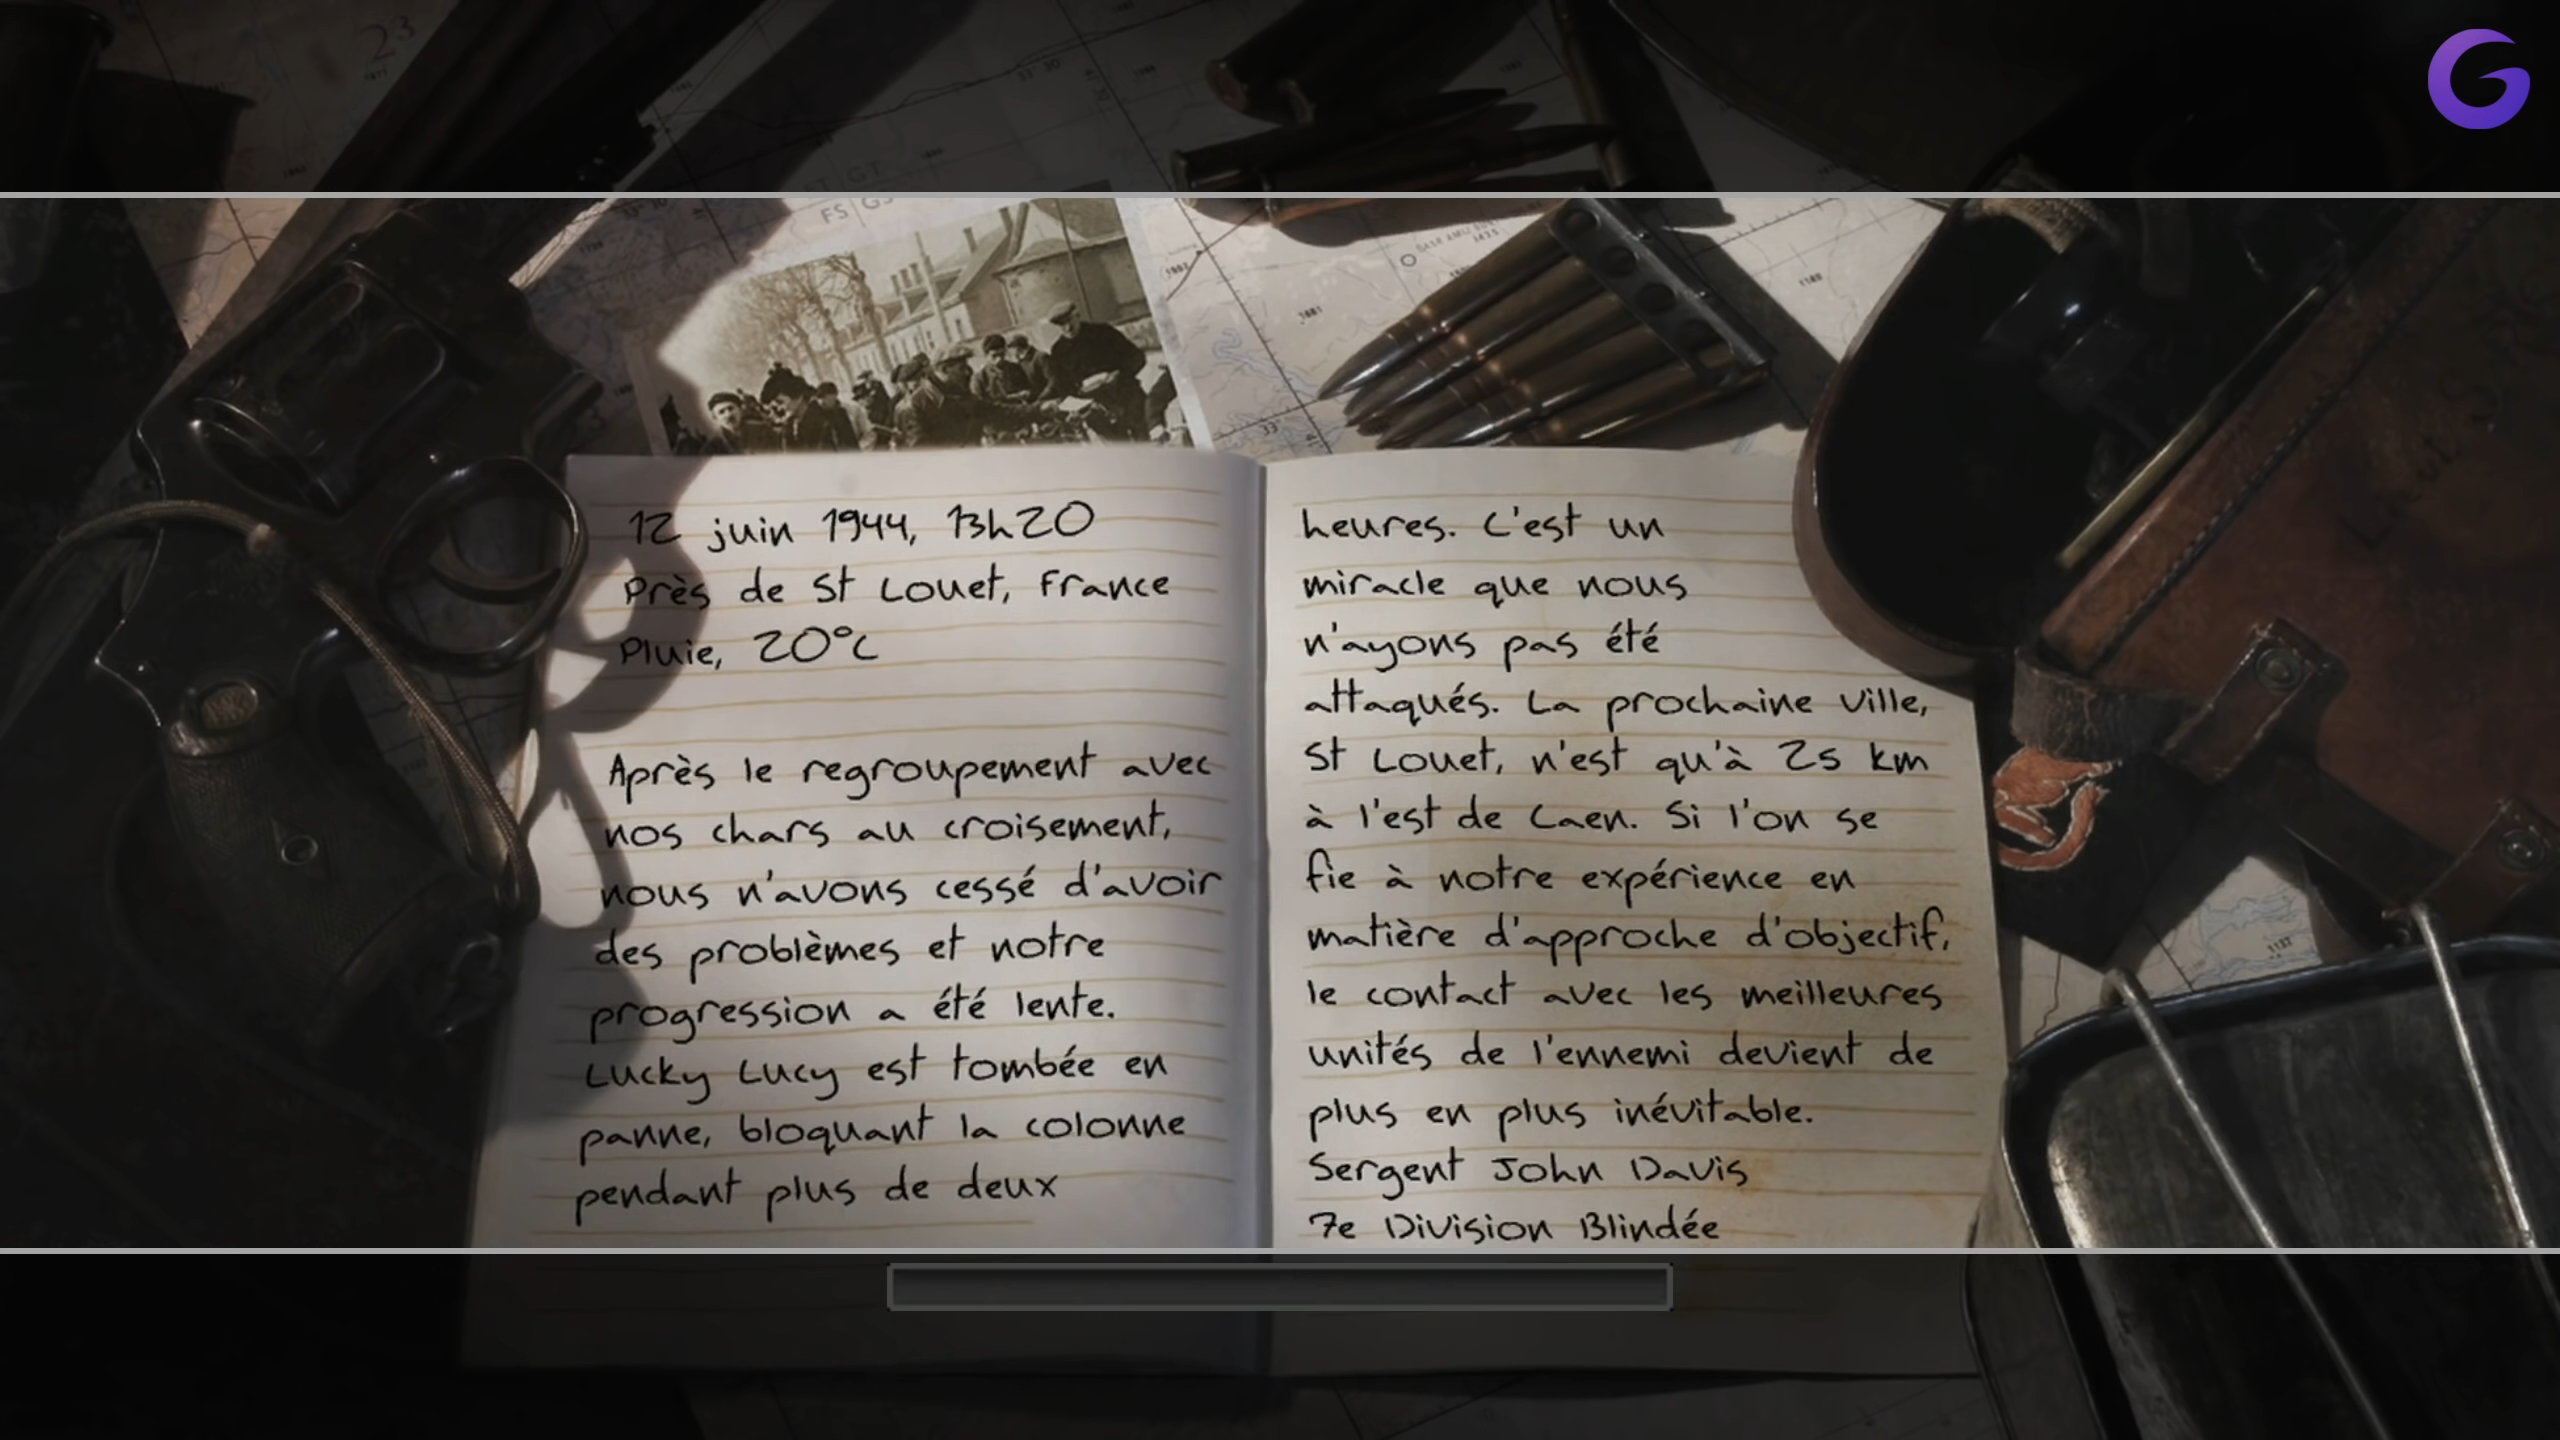 23
FS GS
12 juin 1944, 13h20
Près de St Louet, France
Pluie, 20°C
Après le regroupement avec
nos chars au croisement,
nous n'avons cessé d'avoir
des problèmes et notre
progression a été lente.
Lucky Lucy est tombée en
panne, bloquant la colonne
pendant plus de deux
heures. C'est un
miracle que nous
n'ayons pas été
attaqués. La prochaine ville,
St Louet, n'est qu'à 25 km
à l'est de Caen. Si l'on se
fie à notre expérience en
matière d'approche d'objectif,
le contact avec les meilleures
unités de l'ennemi devient de
plus en plus inévitable.
Sergent John Davis
7e Division Blindée